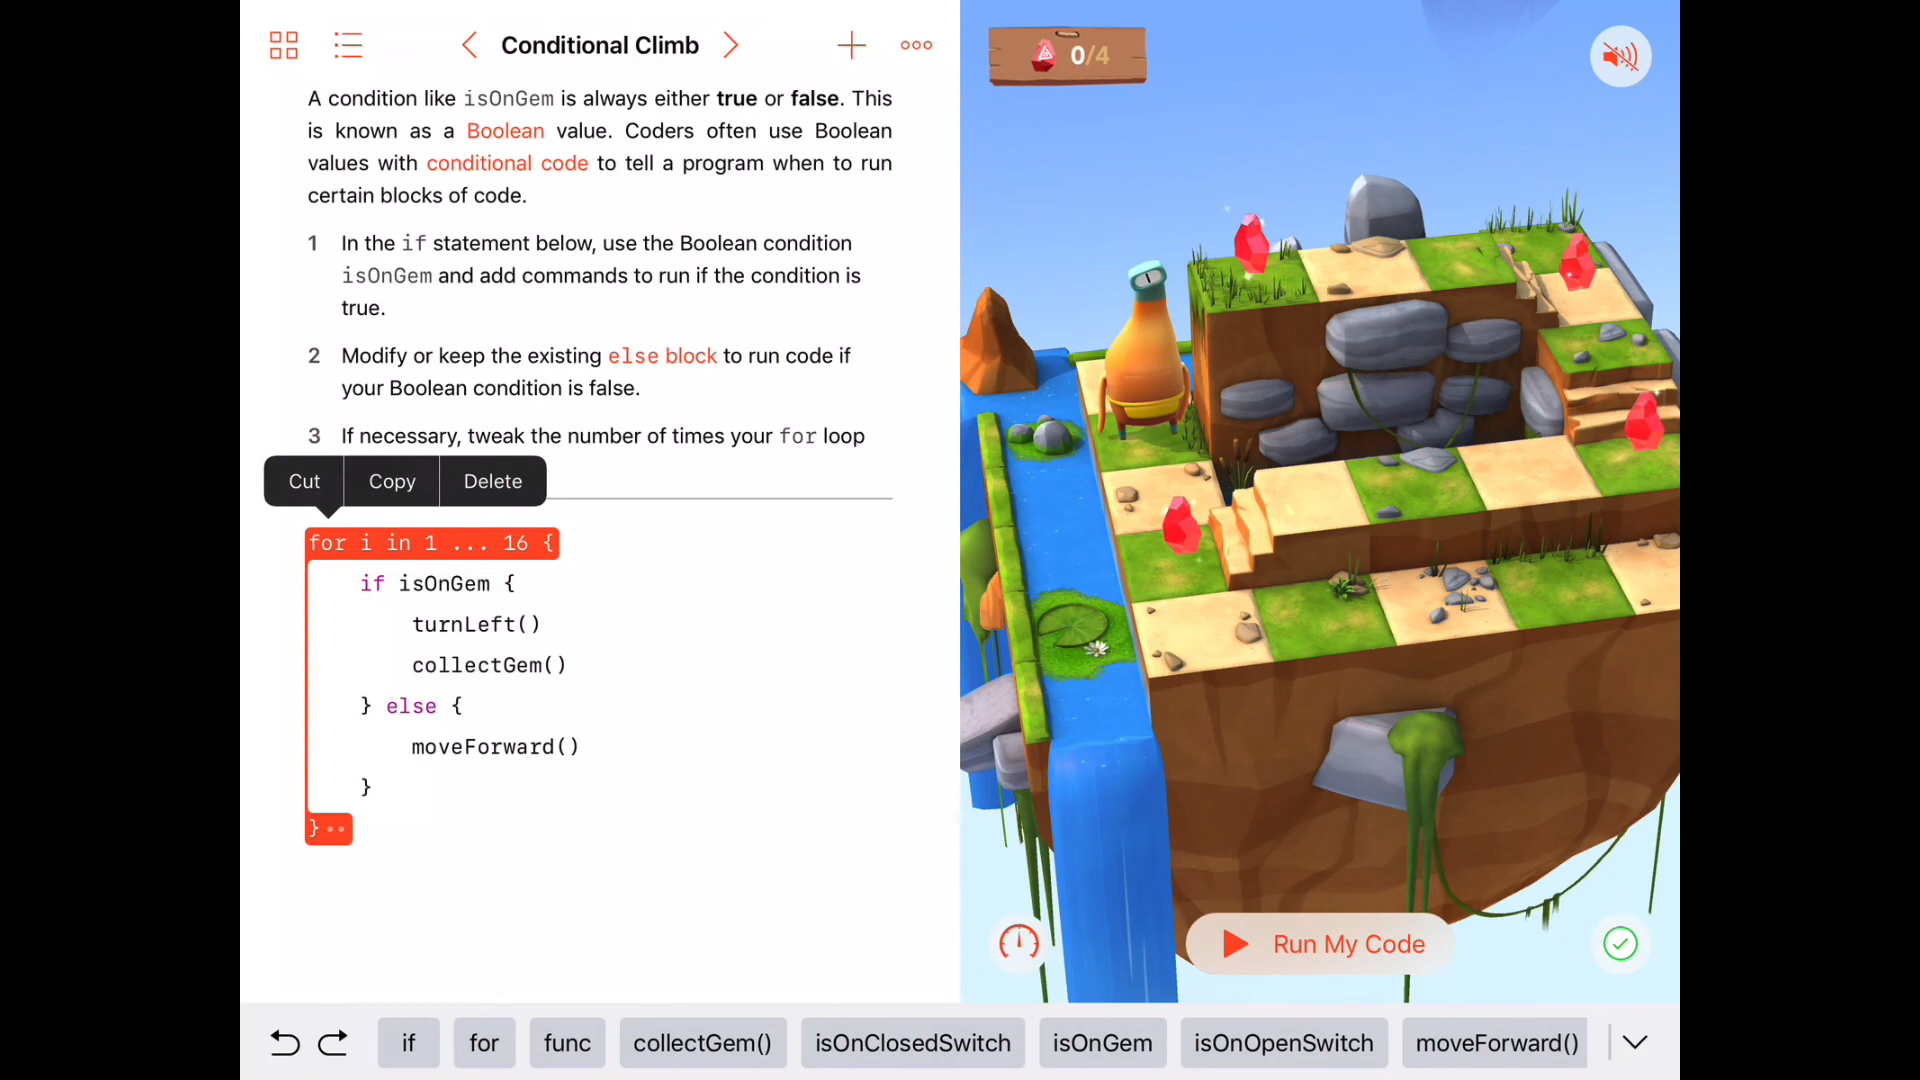 Conditional Climb
A condition like isOnGem is always either true or false. This
is known as a Boolean value. Coders often use Boolean
values with conditional code to tell a program when to run
certain blocks of code.
1 In the if statement below, use the Boolean condition
isOnGem and add commands to run if the condition is
true.
2 Modify or keep the existing else block to run code if
your Boolean condition is false.
3 If necessary, tweak the number of times your for loop
Cut Copy Delete
for i in 1 ... 16 {
if isOnGem {
turnLeft()
collectGem()
} else {
moveForward()
}
}
0/4
Run My Code
if for func collectGem() isOnClosedSwitch isOnGem isOnOpenSwitch moveForward()